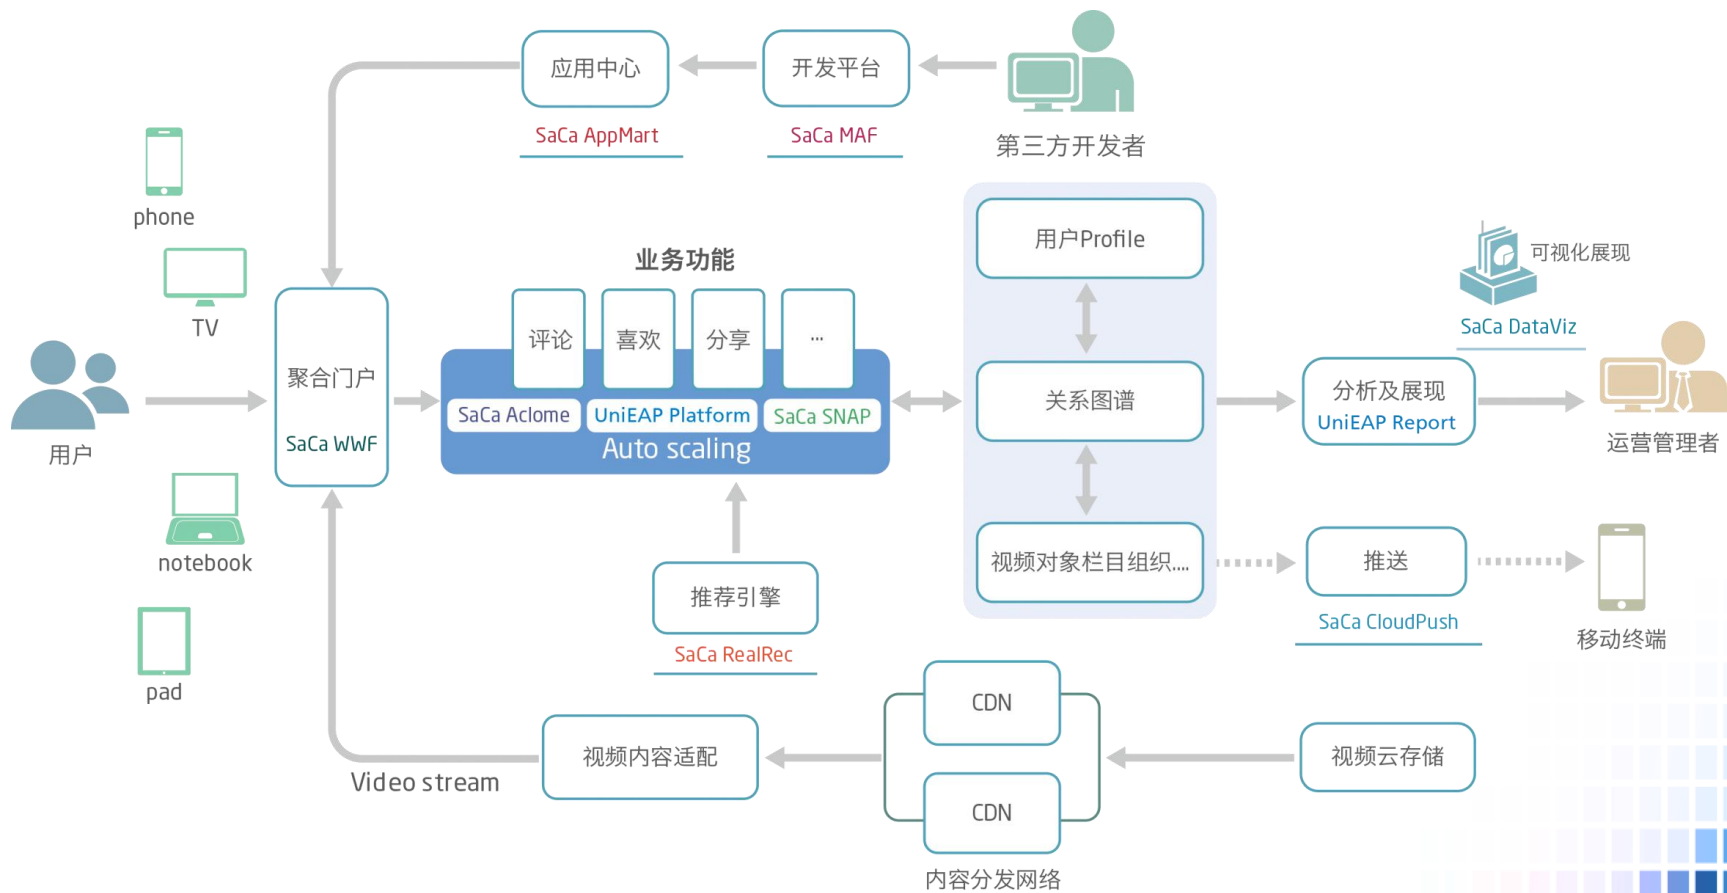 应用中心
开发平台
SaCa AppMart
SaCa MAF
第三方开发者
phone
TV
用户
notebook
pad
聚合门户
SaCa WWF
业务功能
评论
喜欢
分享
...
SaCa Aclome
UniEAP Platform
SaCa SNAP
Auto scaling
推荐引擎
SaCa RealRec
用户Profile
关系图谱
视频对象栏目组织....
可视化展现
SaCa DataViz
分析及展现
UniEAP Report
运营管理者
推送
SaCa CloudPush
移动终端
Video stream
视频内容适配
CDN
CDN
内容分发网络
视频云存储